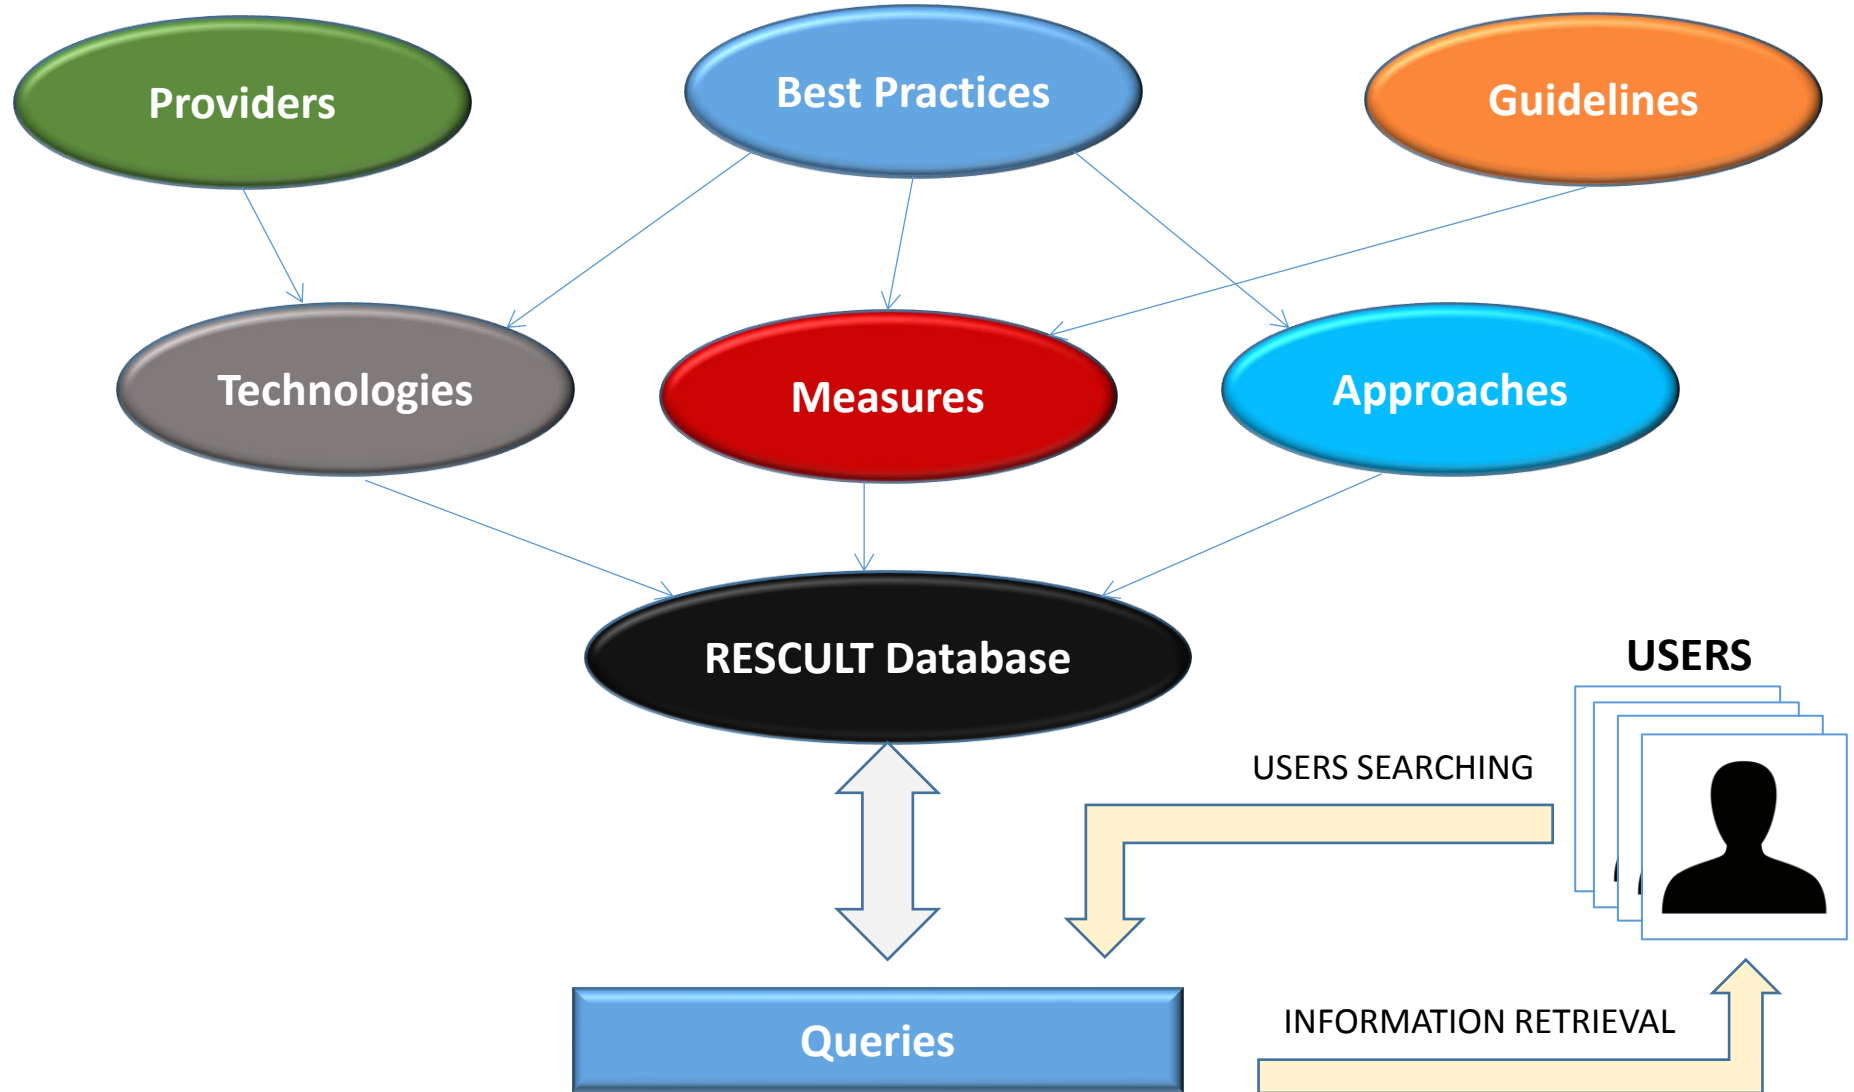 Providers
Best Practices
Guidelines
Technologies
Measures
Approaches
RESCULT Database
USERS
USERS SEARCHING
INFORMATION RETRIEVAL
Queries